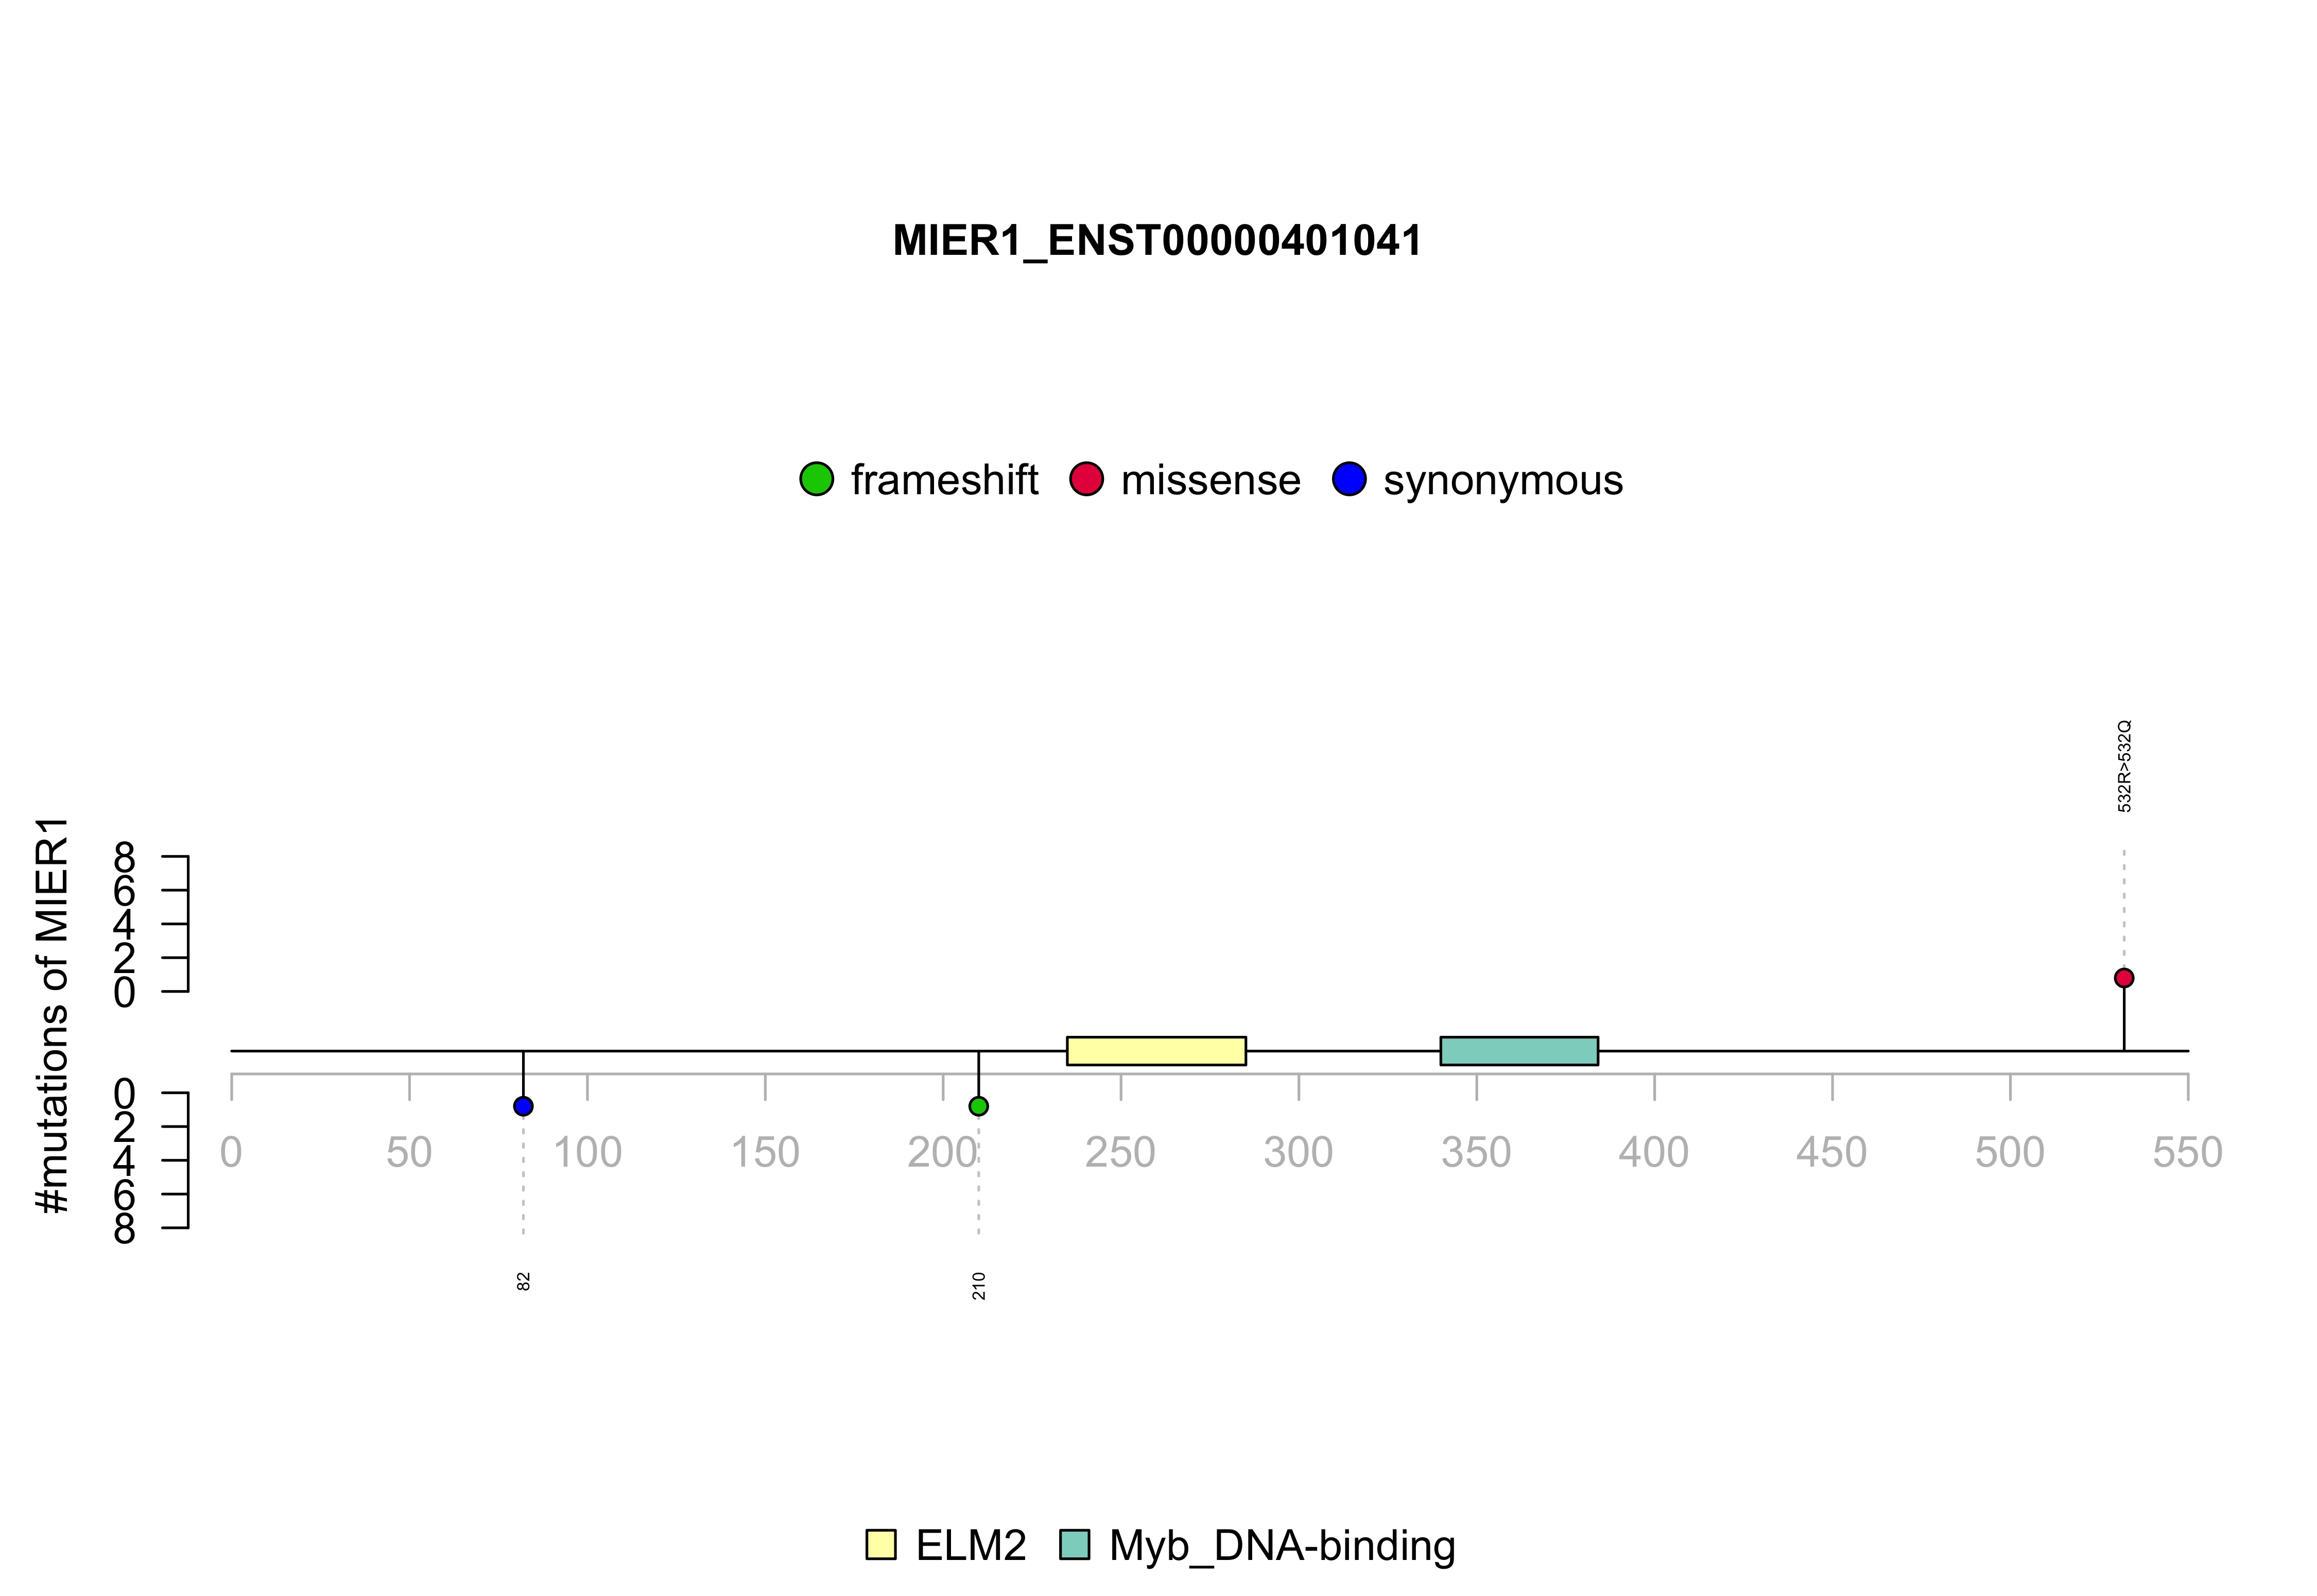 MIER1_ENST00000401041
frameshift missense synonymous
532R>532Q
#mutations of MIER1
8
6
4
2
0
0
2
4
6
8
0 50 100 150 200 250 300 350 400 450 500 550
82 210
ELM2 Myb_DNA-binding